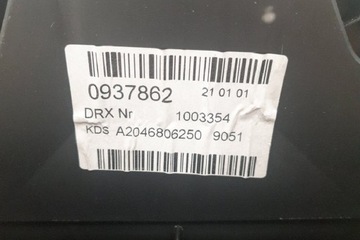 0937862 21 01 01
DRX Nr 1003354
KDS A2046806250 9051